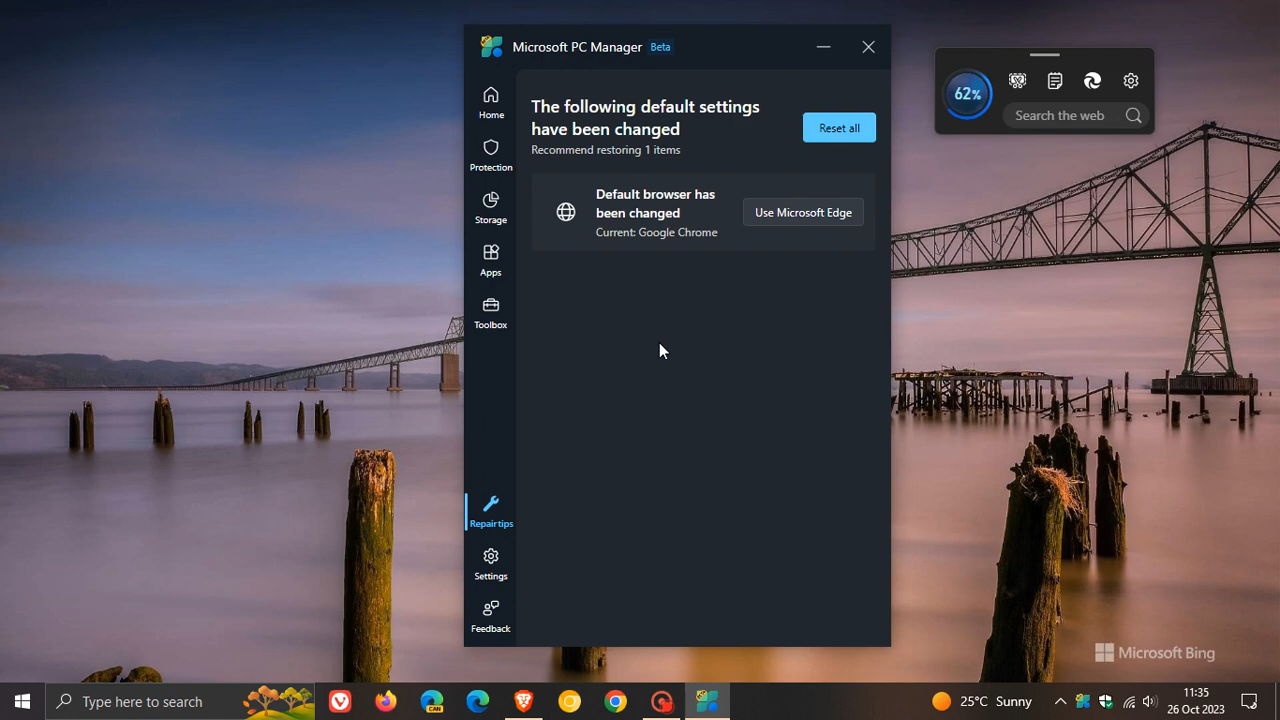 Microsoft PC Manager Beta
Home
Protection
Storage
Apps
Toolbox
Repairtips
Settings
Feedback
The following default settings
have been changed
Recommend restoring 1 items
Reset all
Default browser has
been changed
Current: Google Chrome
Use Microsoft Edge
62%
Search the web
Microsoft Bing
Type here to search
CAN
25°C Sunny
11:35
26 Oct 2023